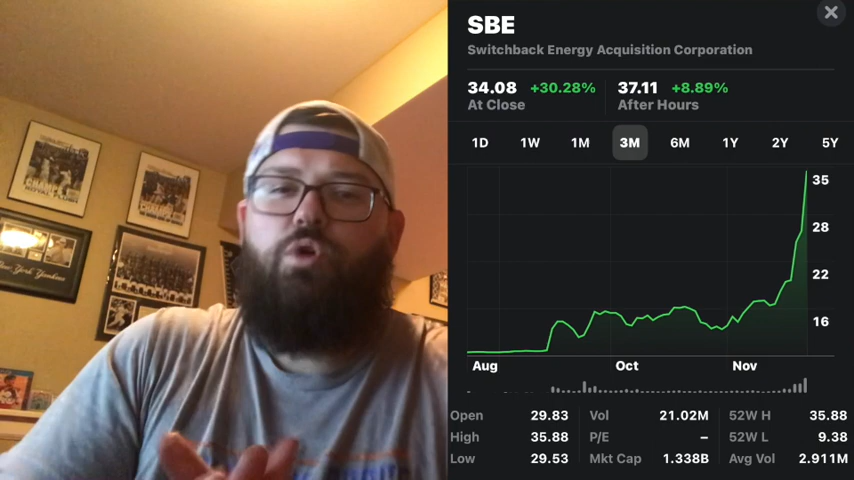 SBE
Switchback Energy Acquisition Corporation
34.08 +30.28% 37.11 +8.89%
At Close After Hours
1D 1W 1M 3M 6M 1Y 2Y 5Y
35
28
22
16
Aug Oct Nov
Open 29.83 Vol 21.02M 52W H 35.88
High 35.88 P/E – 52W L 9.38
Low 29.53 Mkt Cap 1.338B Avg Vol 2.911M
New York Yankees